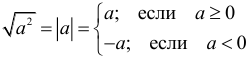 √a² = |a| = { a; если a ≥ 0
−a; если a < 0